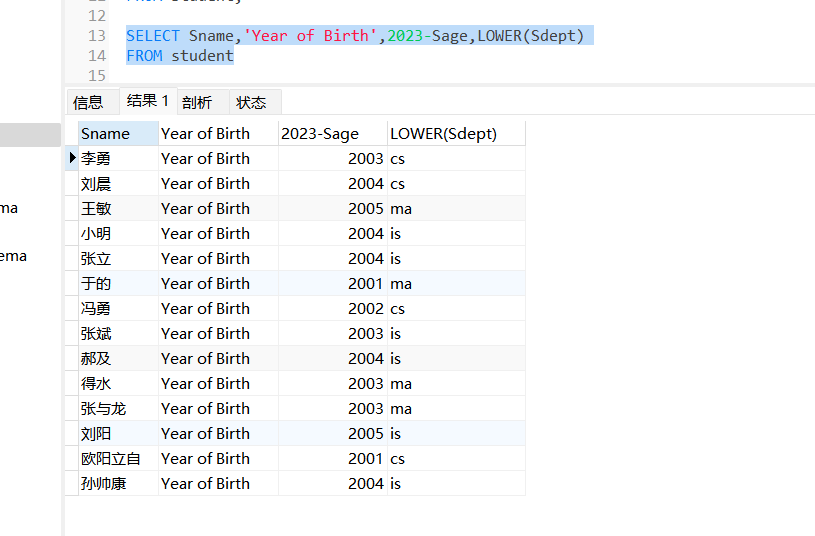 12
13 SELECT Sname,'Year of Birth',2023-Sage,LOWER(Sdept)
14 FROM student
15
信息 结果 1 剖析 状态
Sname Year of Birth 2023-Sage LOWER(Sdept)
李勇 Year of Birth 2003 cs
刘晨 Year of Birth 2004 cs
ma 王敏 Year of Birth 2005 ma
小明 Year of Birth 2004 is
ema 张立 Year of Birth 2004 is
于的 Year of Birth 2001 ma
冯勇 Year of Birth 2002 cs
张斌 Year of Birth 2003 is
郝及 Year of Birth 2004 is
得水 Year of Birth 2003 ma
张与龙 Year of Birth 2003 ma
刘阳 Year of Birth 2005 is
欧阳立自 Year of Birth 2001 cs
孙帅康 Year of Birth 2004 is